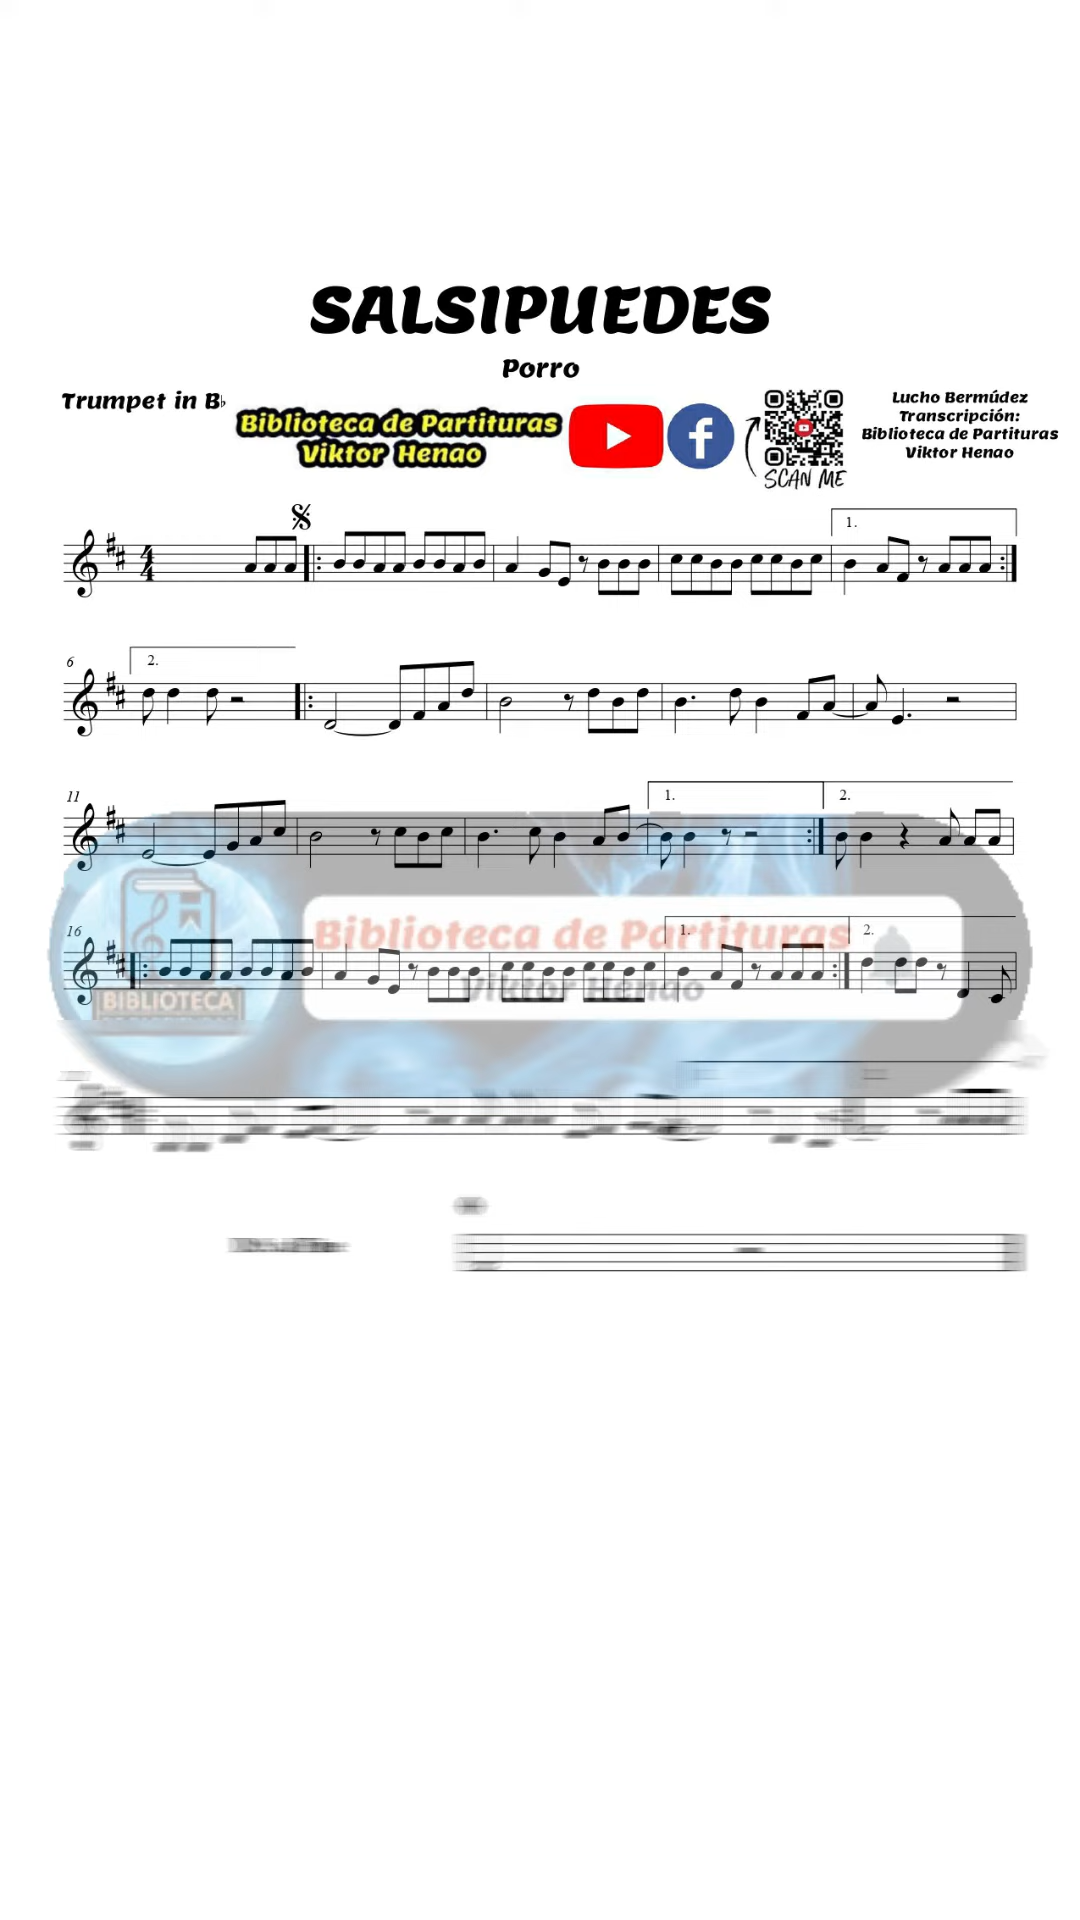 SALSIPUEDES
Porro
Trumpet in B♭
Biblioteca de Partituras
Viktor Henao
SCAN ME
Lucho Bermúdez
Transcripción:
Biblioteca de Partituras
Viktor Henao
1.
6
2.
11
1.
2.
16
1.
2.
Biblioteca de Partituras
Viktor Henao
BIBLIOTECA